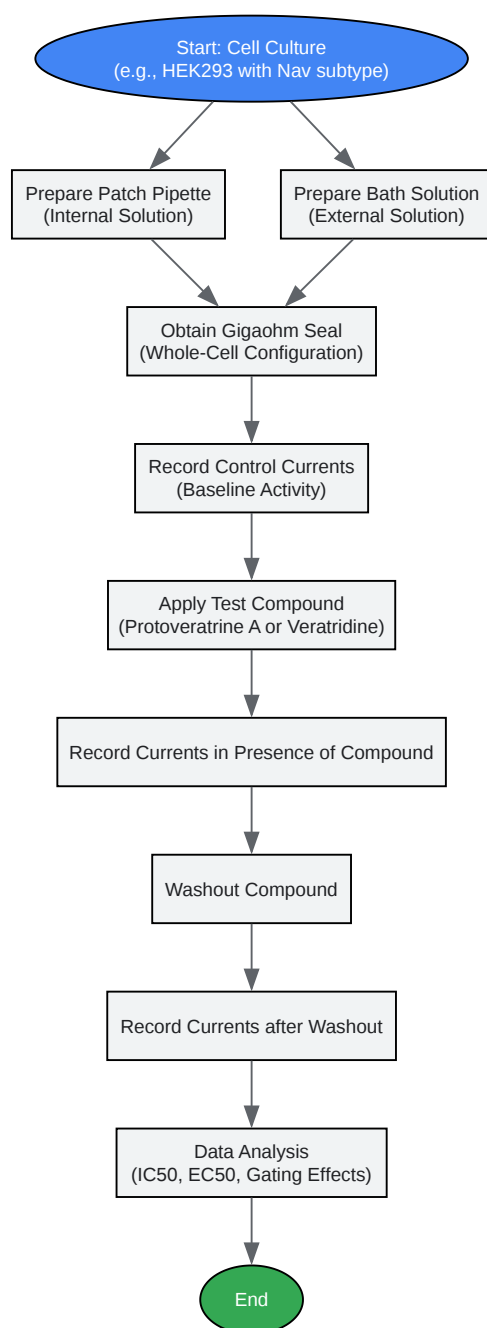 Start: Cell Culture
(e.g., HEK293 with Nav subtype)
Prepare Patch Pipette
(Internal Solution)
Prepare Bath Solution
(External Solution)
Obtain Gigaohm Seal
(Whole-Cell Configuration)
Record Control Currents
(Baseline Activity)
Apply Test Compound
(Protoveratrine A or Veratridine)
Record Currents in Presence of Compound
Washout Compound
Record Currents after Washout
Data Analysis
(IC50, EC50, Gating Effects)
End